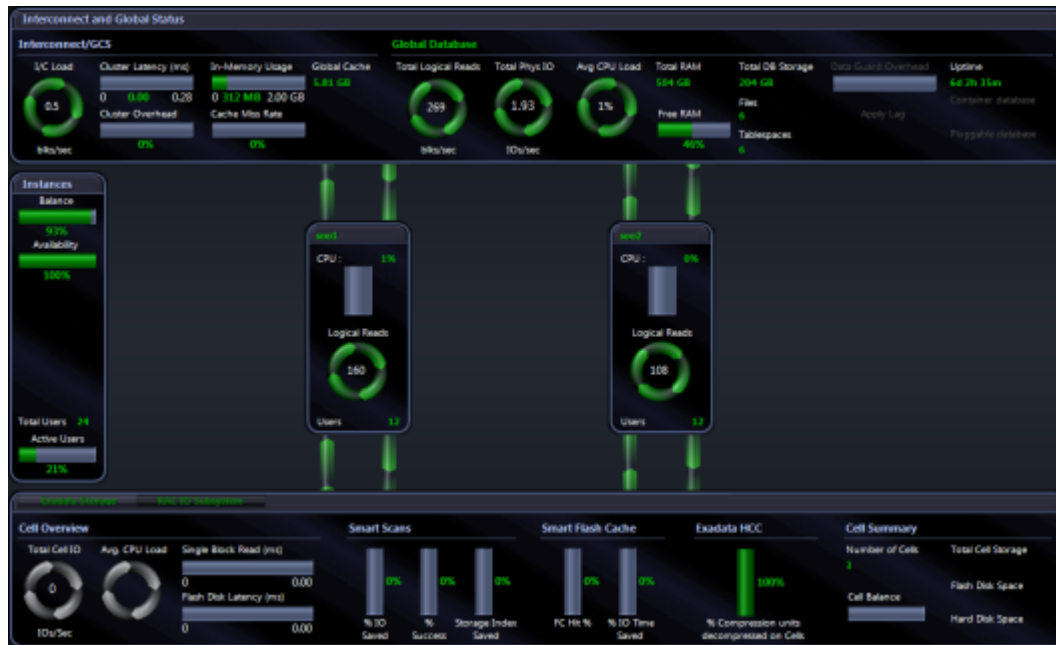 Interconnect and Global Status
Interconnect/GCS
Global Database
I/C Load
Cluster Latency (ms)
In-Memory Usage
Global Cache
Total Logical Reads
Total Phys IO
Avg CPU Load
Total RAM
Total DB Storage
Data Guard Overhead
Uptime
0.5
0 0.00 0.28
0 312 MB 2.00 GB
5.81 GB
269
1.93
1%
504 GB
204 GB
6d 2h 35m
Cluster Overhead
Cache Miss Rate
Free RAM
Files
6
Apply Lag
Container database
blks/sec
0%
0%
blks/sec
IOs/sec
46%
Tablespaces
6
Pluggable database
Instances
Balance
93%
Availability
100%
Total Users 24
Active Users
21%
CPU : 1%
Logical Reads
160
Users 12
CPU : 0%
Logical Reads
108
Users 12
Exadata Storage
RAC IO Subsystem
Cell Overview
Smart Scans
Smart Flash Cache
Exadata HCC
Cell Summary
Total Cell IO
Avg. CPU Load
Single Block Read (ms)
0 0.00
Flash Disk Latency (ms)
0 0.00
0
IOs/Sec
0%
0%
0%
% IO Saved
% Success
Storage Index Saved
0%
0%
FC Hit %
% IO Time Saved
100%
% Compression units
decompressed on Cells
Number of Cells
3
Cell Balance
Total Cell Storage
Flash Disk Space
Hard Disk Space